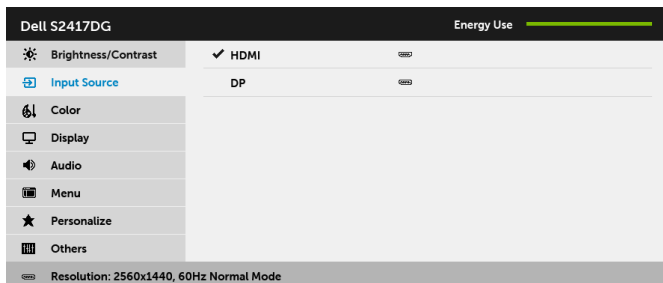 Dell S2417DG Energy Use
Brightness/Contrast ✔ HDMI
Input Source DP
Color
Display
Audio
Menu
Personalize
Others
Resolution: 2560x1440, 60Hz Normal Mode